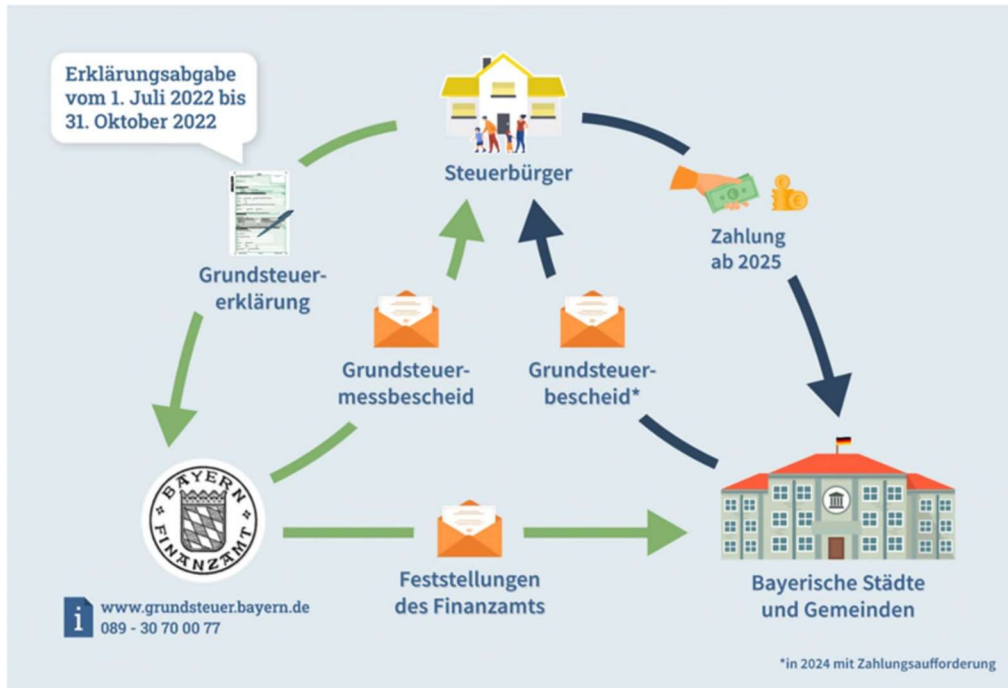 Erklärungsabgabe
vom 1. Juli 2022 bis
31. Oktober 2022
Steuerbürger
Zahlung
ab 2025
Grundsteuer-
erklärung
Grundsteuer-
messbescheid
Grundsteuer-
bescheid*
BAYERN
FINANZAMT
Feststellungen
des Finanzamts
Bayerische Städte
und Gemeinden
i
www.grundsteuer.bayern.de
089 - 30 70 00 77
*in 2024 mit Zahlungsaufforderung